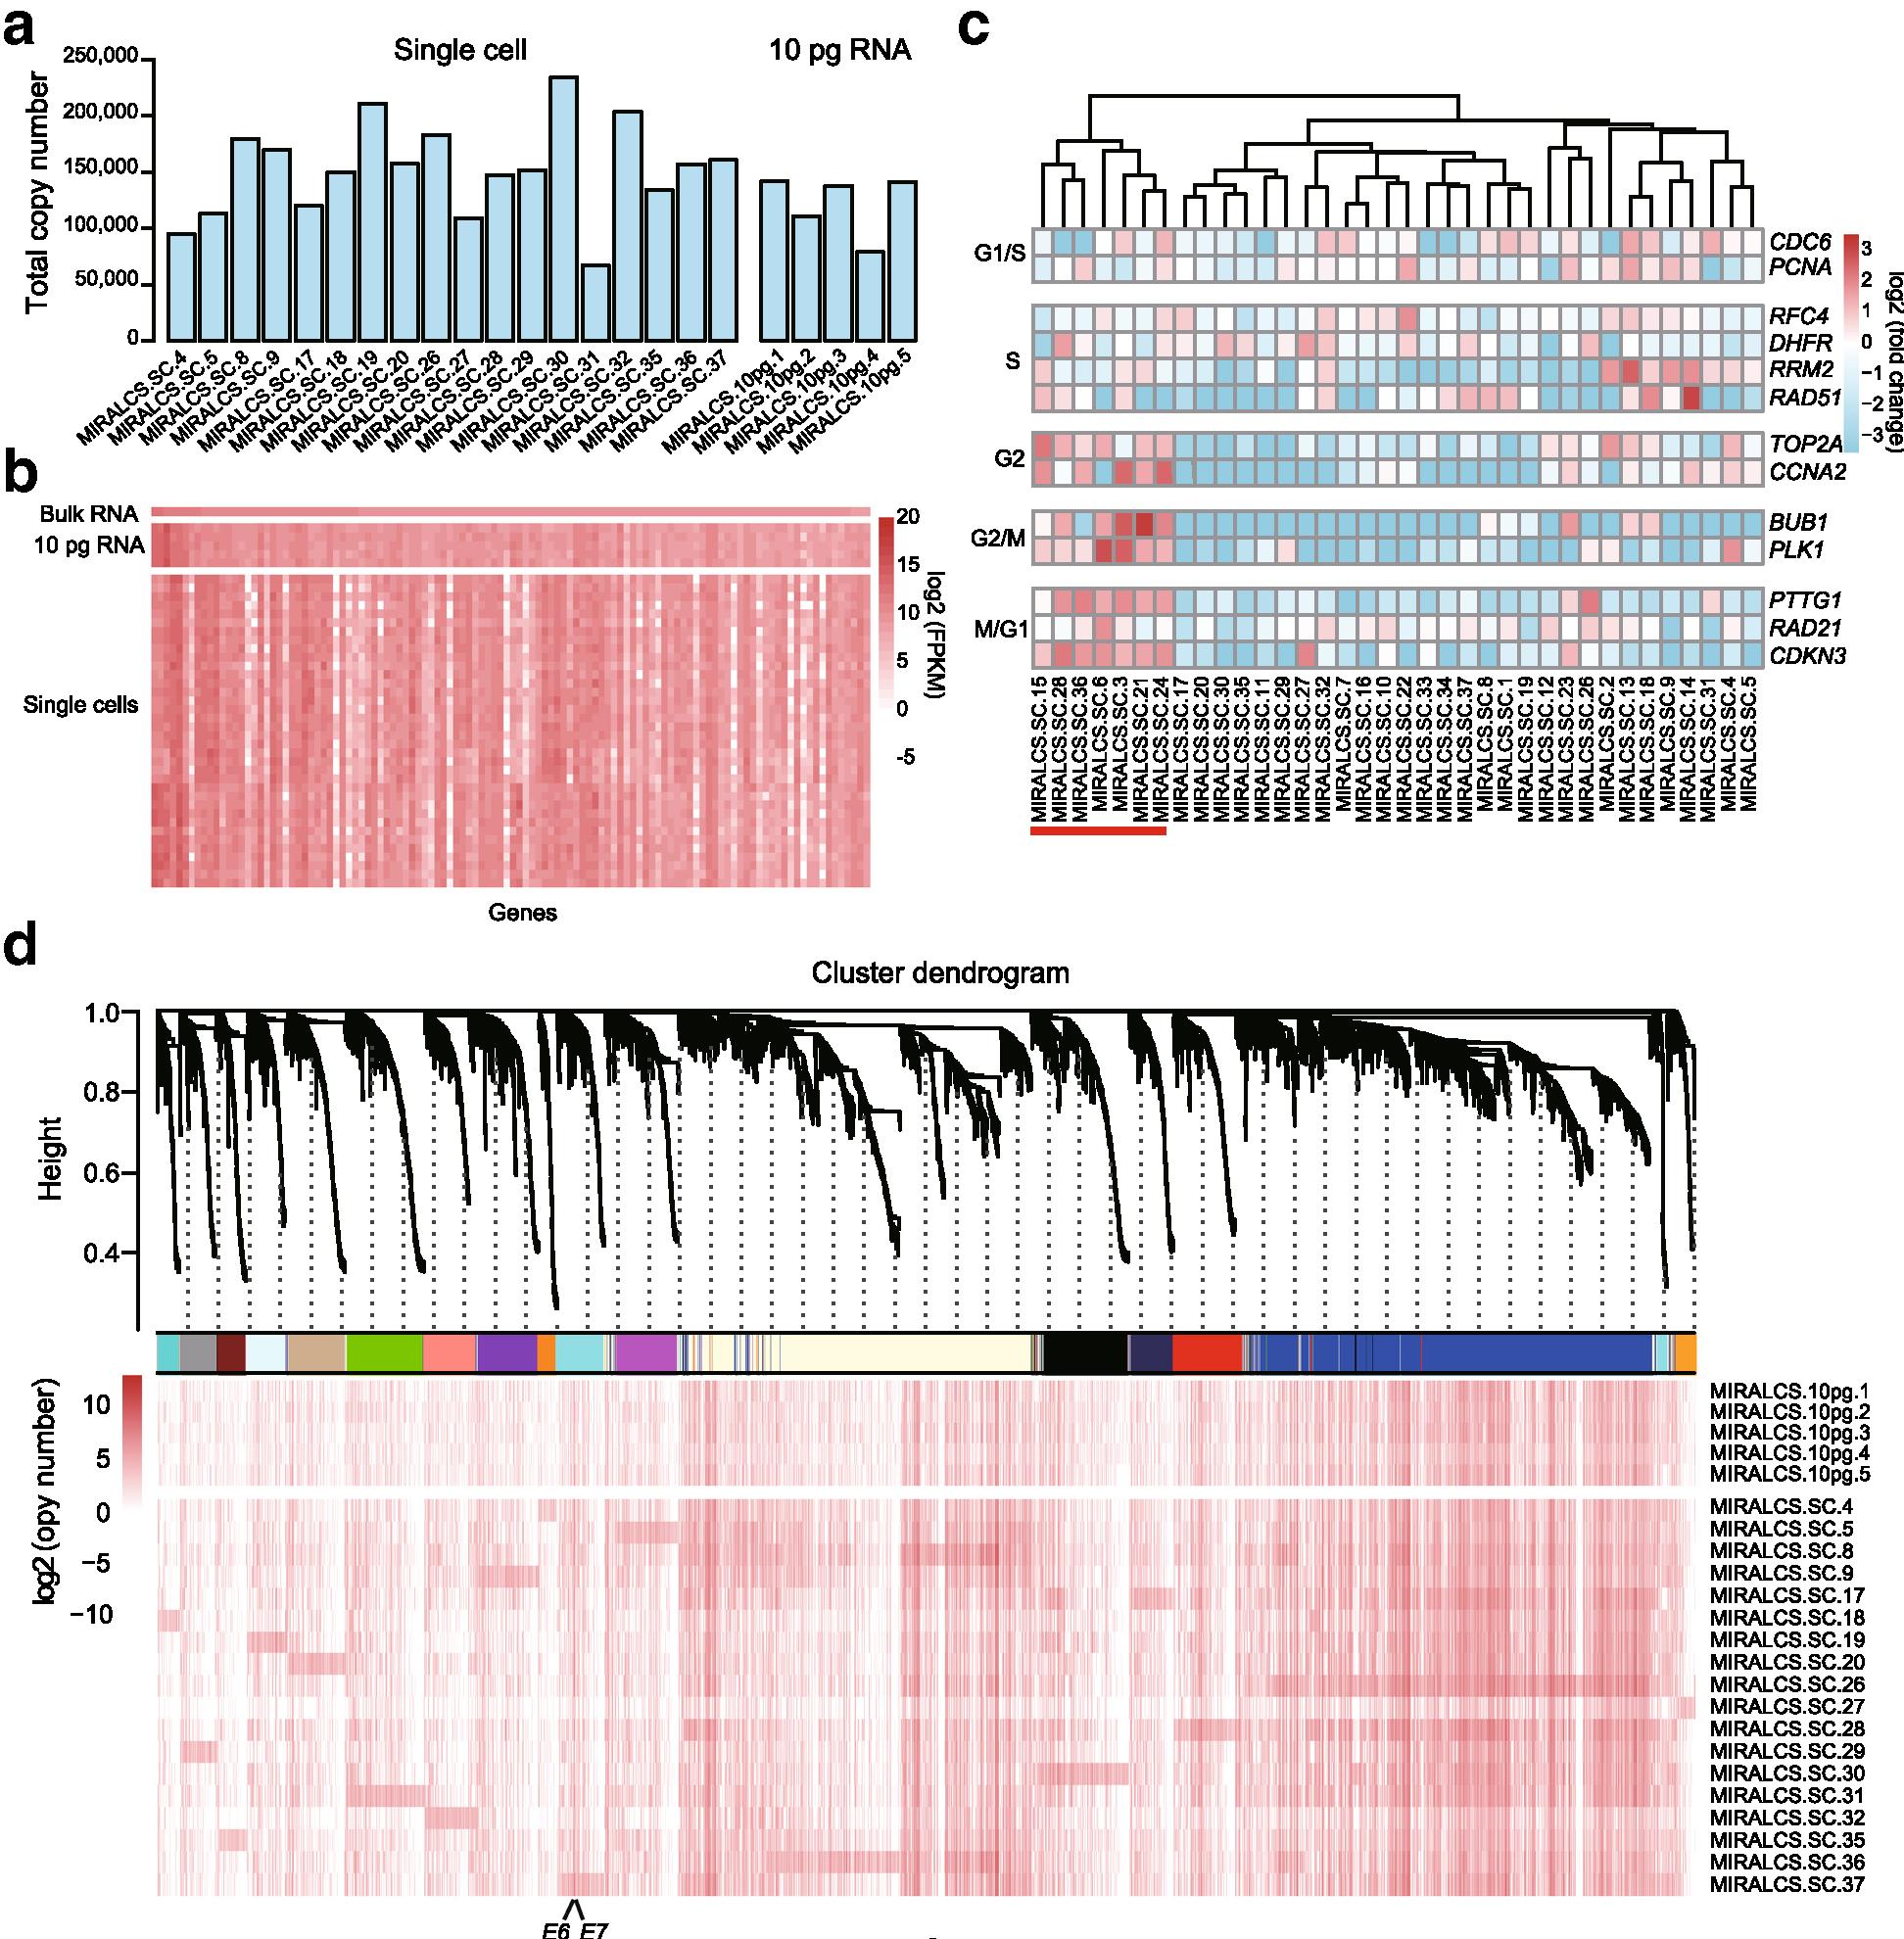 a
Single cell
10 pg RNA
Total copy number
250,000
200,000
150,000
100,000
50,000
0
MIRALCS.SC.4
MIRALCS.SC.5
MIRALCS.SC.8
MIRALCS.SC.9
MIRALCS.SC.17
MIRALCS.SC.18
MIRALCS.SC.19
MIRALCS.SC.20
MIRALCS.SC.26
MIRALCS.SC.27
MIRALCS.SC.28
MIRALCS.SC.29
MIRALCS.SC.30
MIRALCS.SC.31
MIRALCS.SC.32
MIRALCS.SC.35
MIRALCS.SC.36
MIRALCS.SC.37
MIRALCS.10pg.1
MIRALCS.10pg.2
MIRALCS.10pg.3
MIRALCS.10pg.4
MIRALCS.10pg.5
b
Bulk RNA
10 pg RNA
Single cells
Genes
20
15
10
5
0
-5
log2 (FPKM)
c
G1/S
S
G2
G2/M
M/G1
CDC6
PCNA
RFC4
DHFR
RRM2
RAD51
TOP2A
CCNA2
BUB1
PLK1
PTTG1
RAD21
CDKN3
3
2
1
0
−1
−2
−3
log2 (fold change)
MIRALCS.SC.15
MIRALCS.SC.28
MIRALCS.SC.36
MIRALCS.SC.6
MIRALCS.SC.3
MIRALCS.SC.21
MIRALCS.SC.24
MIRALCS.SC.17
MIRALCS.SC.20
MIRALCS.SC.30
MIRALCS.SC.35
MIRALCS.SC.11
MIRALCS.SC.29
MIRALCS.SC.27
MIRALCS.SC.32
MIRALCS.SC.7
MIRALCS.SC.16
MIRALCS.SC.10
MIRALCS.SC.22
MIRALCS.SC.33
MIRALCS.SC.34
MIRALCS.SC.37
MIRALCS.SC.8
MIRALCS.SC.1
MIRALCS.SC.19
MIRALCS.SC.12
MIRALCS.SC.23
MIRALCS.SC.26
MIRALCS.SC.2
MIRALCS.SC.13
MIRALCS.SC.18
MIRALCS.SC.9
MIRALCS.SC.14
MIRALCS.SC.31
MIRALCS.SC.4
MIRALCS.SC.5
d
Cluster dendrogram
Height
1.0
0.8
0.6
0.4
log2 (opy number)
10
5
0
−5
−10
MIRALCS.10pg.1
MIRALCS.10pg.2
MIRALCS.10pg.3
MIRALCS.10pg.4
MIRALCS.10pg.5
MIRALCS.SC.4
MIRALCS.SC.5
MIRALCS.SC.8
MIRALCS.SC.9
MIRALCS.SC.17
MIRALCS.SC.18
MIRALCS.SC.19
MIRALCS.SC.20
MIRALCS.SC.26
MIRALCS.SC.27
MIRALCS.SC.28
MIRALCS.SC.29
MIRALCS.SC.30
MIRALCS.SC.31
MIRALCS.SC.32
MIRALCS.SC.35
MIRALCS.SC.36
MIRALCS.SC.37
E6 E7